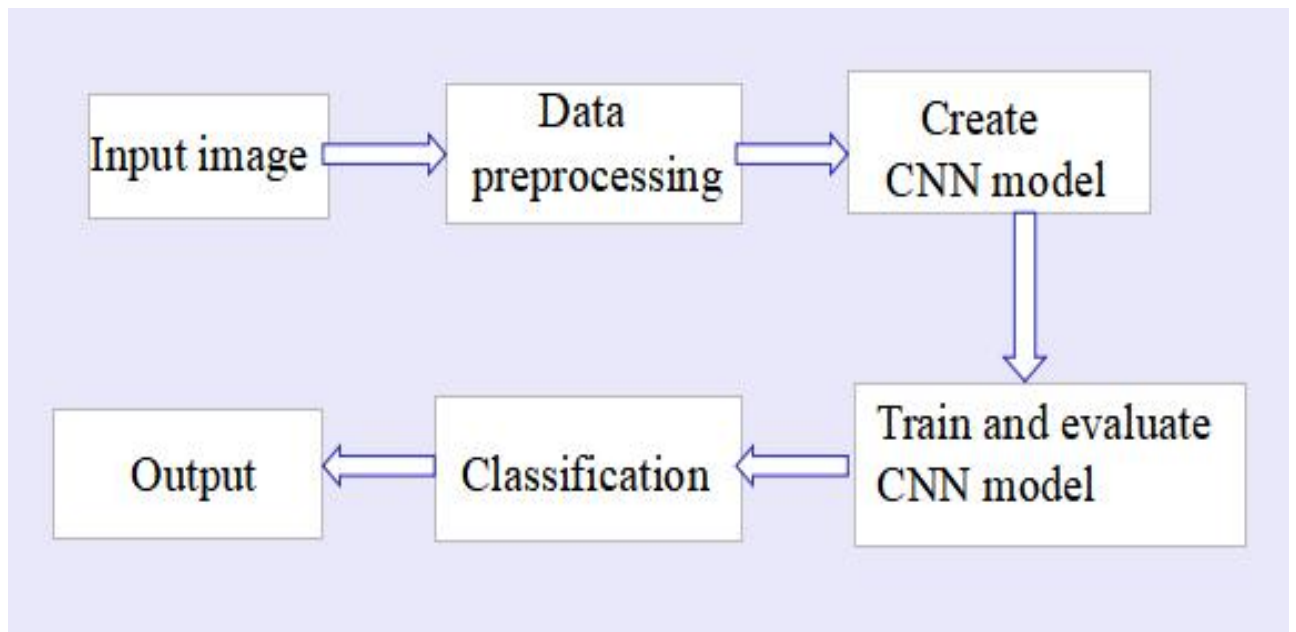 Input image
Data
preprocessing
Create
CNN model
Train and evaluate
CNN model
Classification
Output